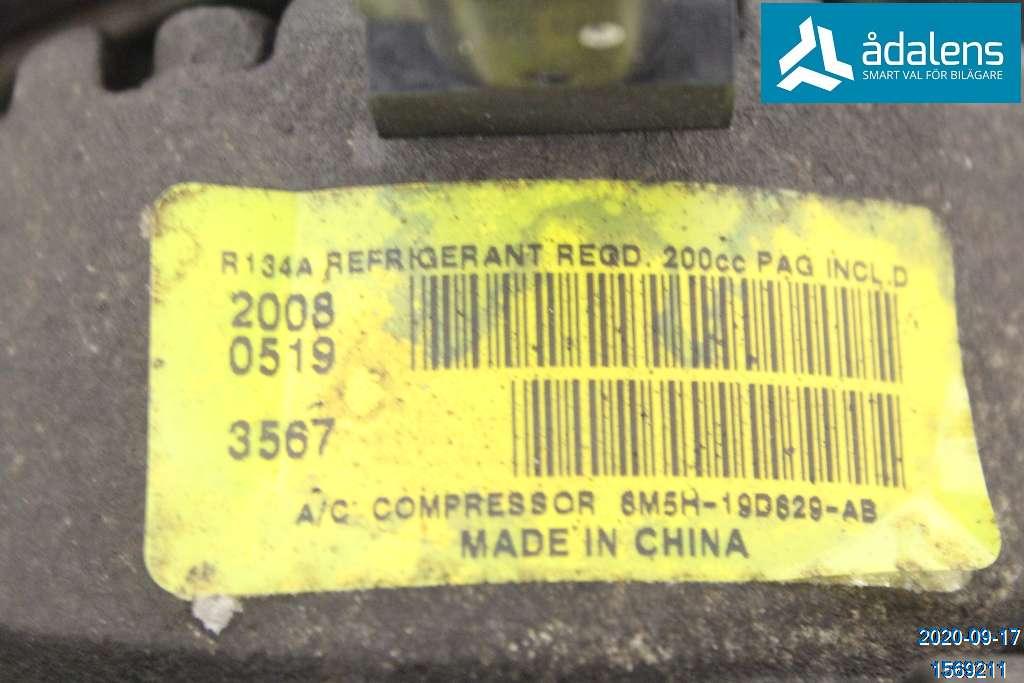 ådalens
SMART VAL FÖR BILÄGARE
R134A REFRIGERANT REQD. 200cc PAG INCL.D
2008
0519
3567
A/C COMPRESSOR 6M5H-19D629-AB
MADE IN CHINA
2020-09-17
1569211